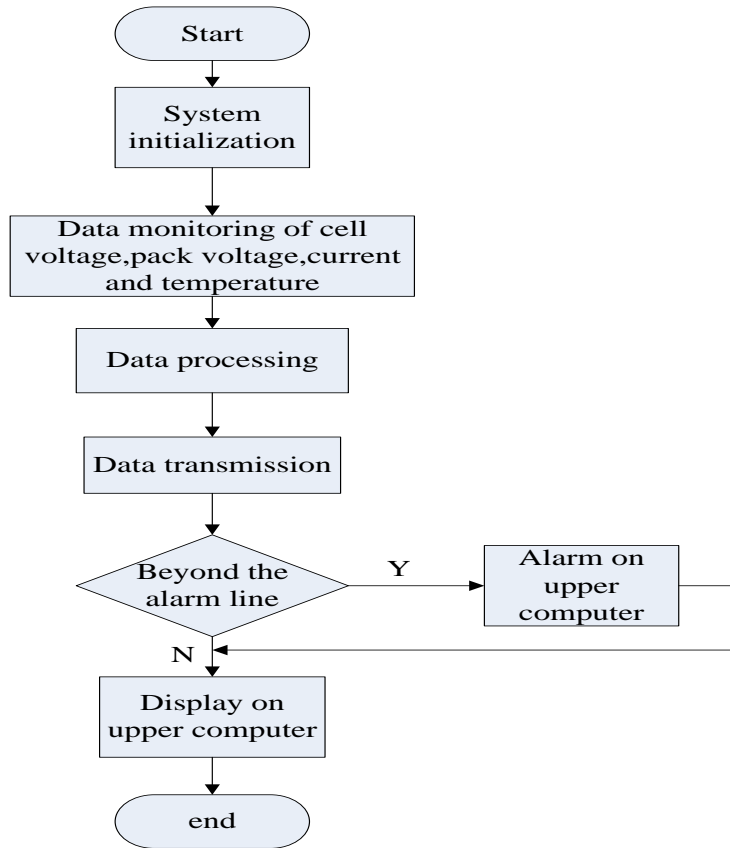 Start
System
initialization
Data monitoring of cell
voltage,pack voltage,current
and temperature
Data processing
Data transmission
Beyond the
alarm line
Y
Alarm on
upper
computer
N
Display on
upper computer
end